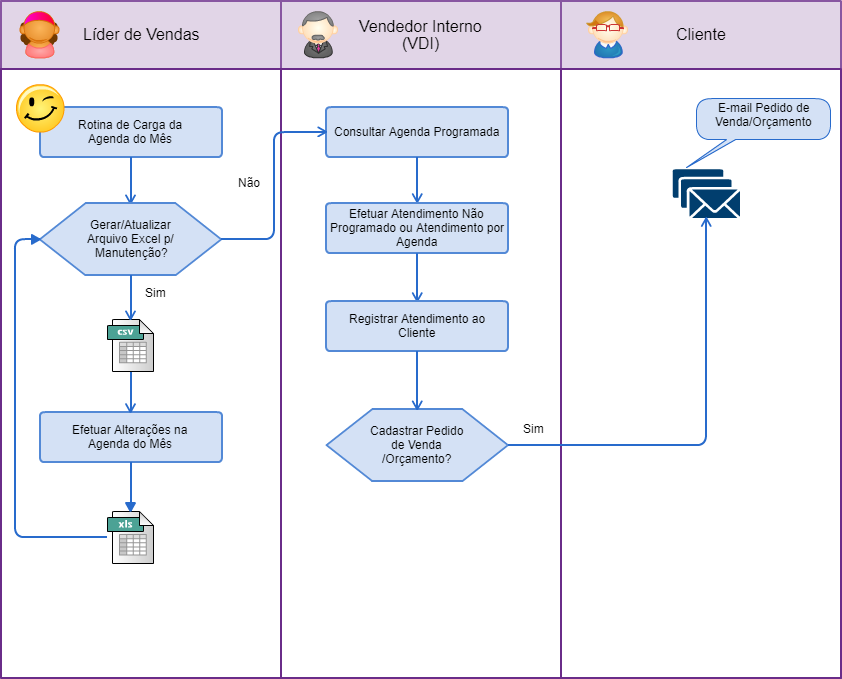 Líder de Vendas
Vendedor Interno
(VDI)
Cliente
Rotina de Carga da
Agenda do Mês
Gerar/Atualizar
Arquivo Excel p/
Manutenção?
Não
Sim
csv
Efetuar Alterações na
Agenda do Mês
xls
Consultar Agenda Programada
Efetuar Atendimento Não
Programado ou Atendimento por
Agenda
Registrar Atendimento ao
Cliente
Cadastrar Pedido
de Venda
/Orçamento?
Sim
E-mail Pedido de
Venda/Orçamento